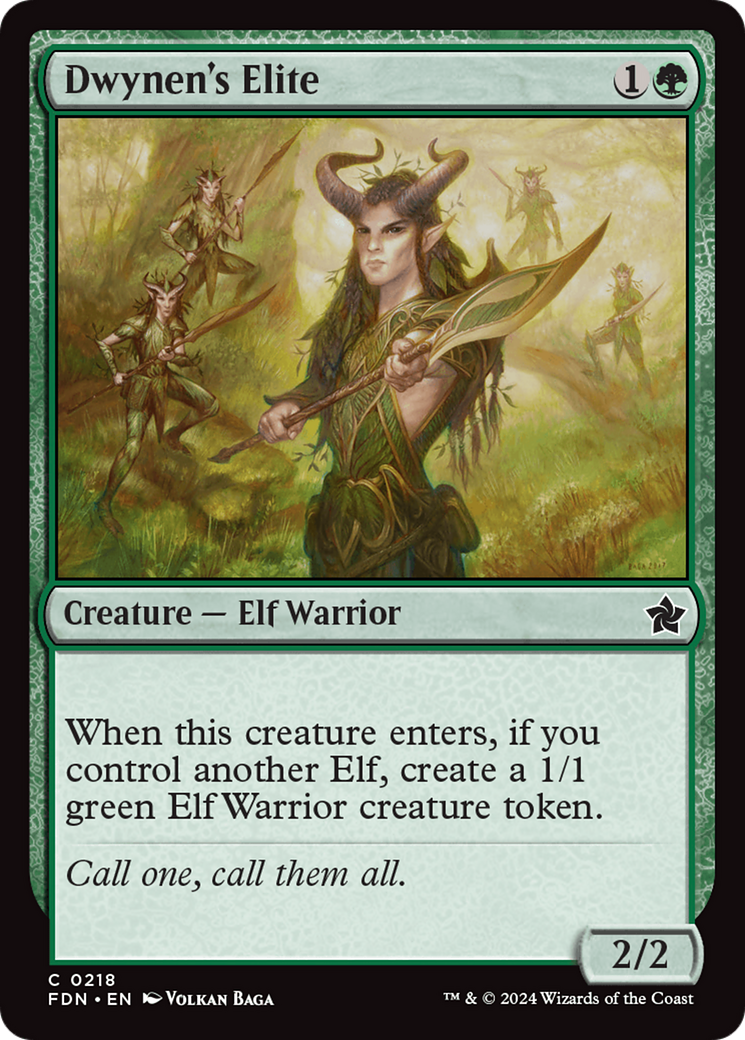 Dwynen's Elite 1
Creature — Elf Warrior
When this creature enters, if you
control another Elf, create a 1/1
green Elf Warrior creature token.
Call one, call them all.
2/2
C 0218
FDN • EN Volkan Baga
™ & © 2024 Wizards of the Coast